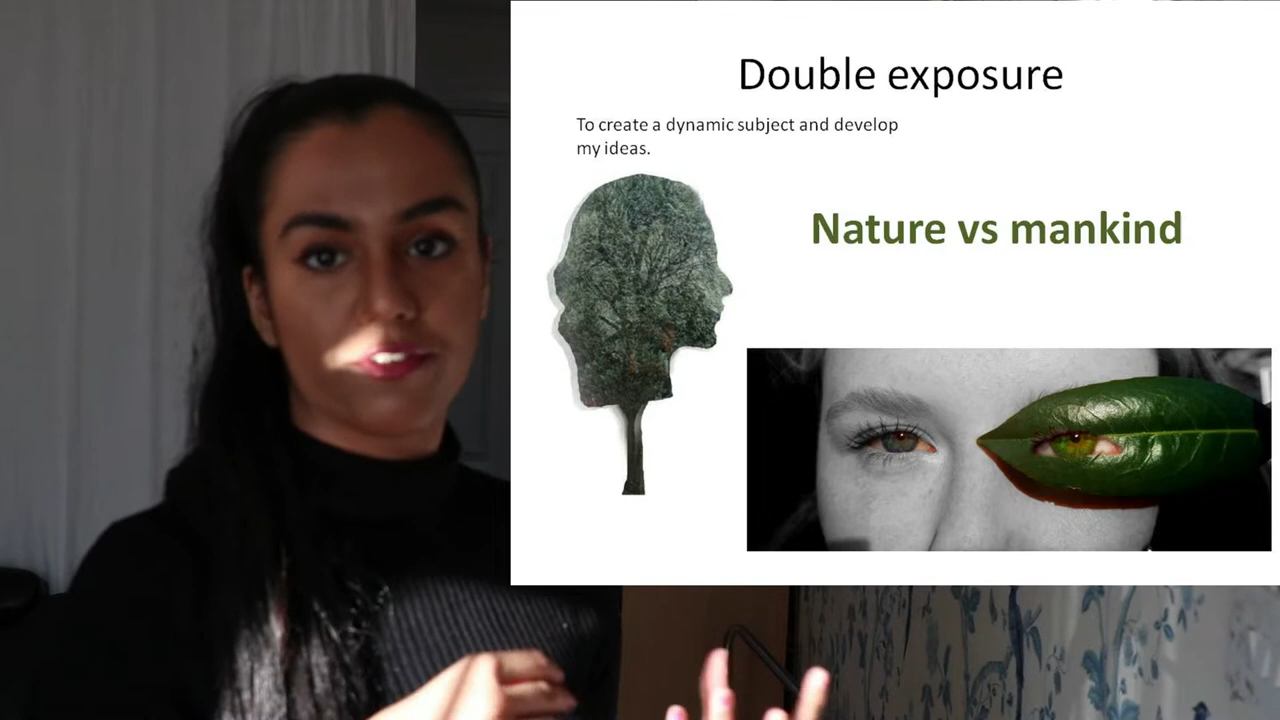 Double exposure
To create a dynamic subject and develop
my ideas.
Nature vs mankind